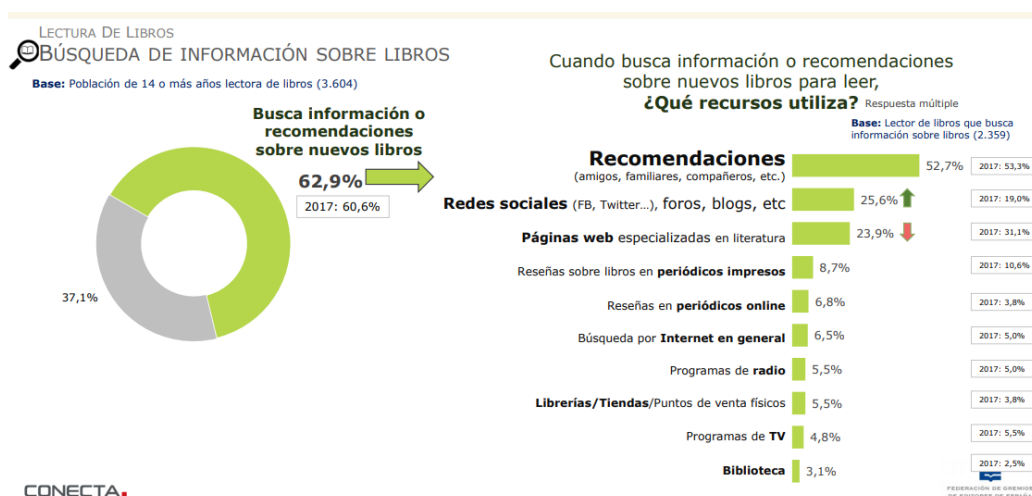 LECTURA DE LIBROS
BÚSQUEDA DE INFORMACIÓN SOBRE LIBROS
Base: Población de 14 o más años lectora de libros (3.604)
Busca información o
recomendaciones
sobre nuevos libros
62,9%
2017: 60,6%
37,1%
Cuando busca información o recomendaciones
sobre nuevos libros para leer,
¿Qué recursos utiliza? Respuesta múltiple
Base: Lector de libros que busca
información sobre libros (2.359)
Recomendaciones
(amigos, familiares, compañeros, etc.)
52,7% 2017: 53,3%
Redes sociales (FB, Twitter...), foros, blogs, etc 25,6% 2017: 19,0%
Páginas web especializadas en literatura 23,9% 2017: 31,1%
Reseñas sobre libros en periódicos impresos 8,7% 2017: 10,6%
Reseñas en periódicos online 6,8% 2017: 3,8%
Búsqueda por Internet en general 6,5% 2017: 5,0%
Programas de radio 5,5% 2017: 5,0%
Librerías/Tiendas/Puntos de venta físicos 5,5% 2017: 3,8%
Programas de TV 4,8% 2017: 5,5%
Biblioteca 3,1% 2017: 2,5%
CONECTA
FEDERACIÓN DE GREMIOS
DE EDITORES DE ESPAÑA